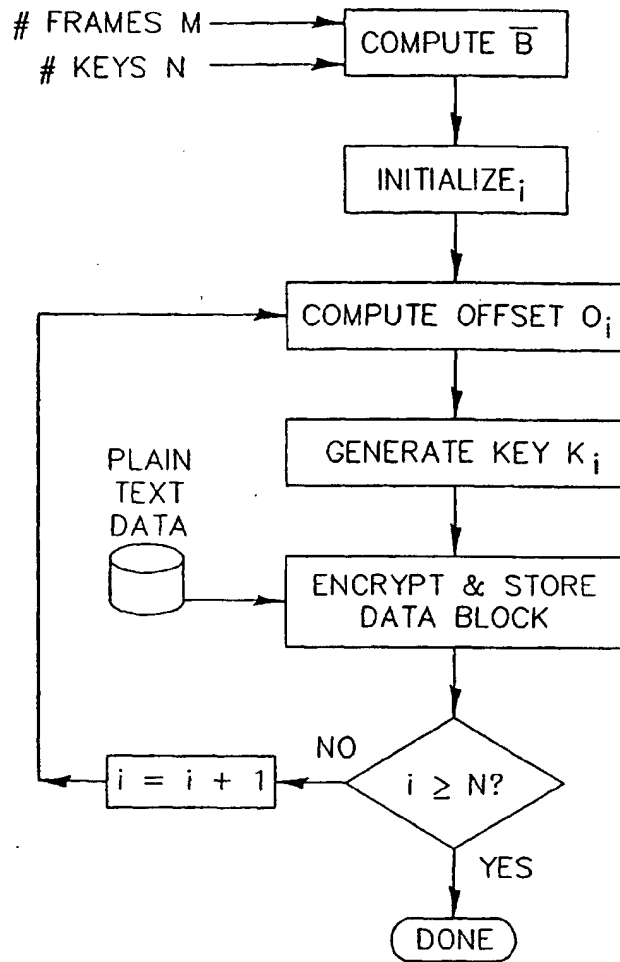 # FRAMES M
# KEYS N
COMPUTE B̅
INITIALIZEi
COMPUTE OFFSET Oi
GENERATE KEY Ki
PLAIN
TEXT
DATA
ENCRYPT & STORE
DATA BLOCK
NO
i = i + 1
i ≥ N?
YES
DONE